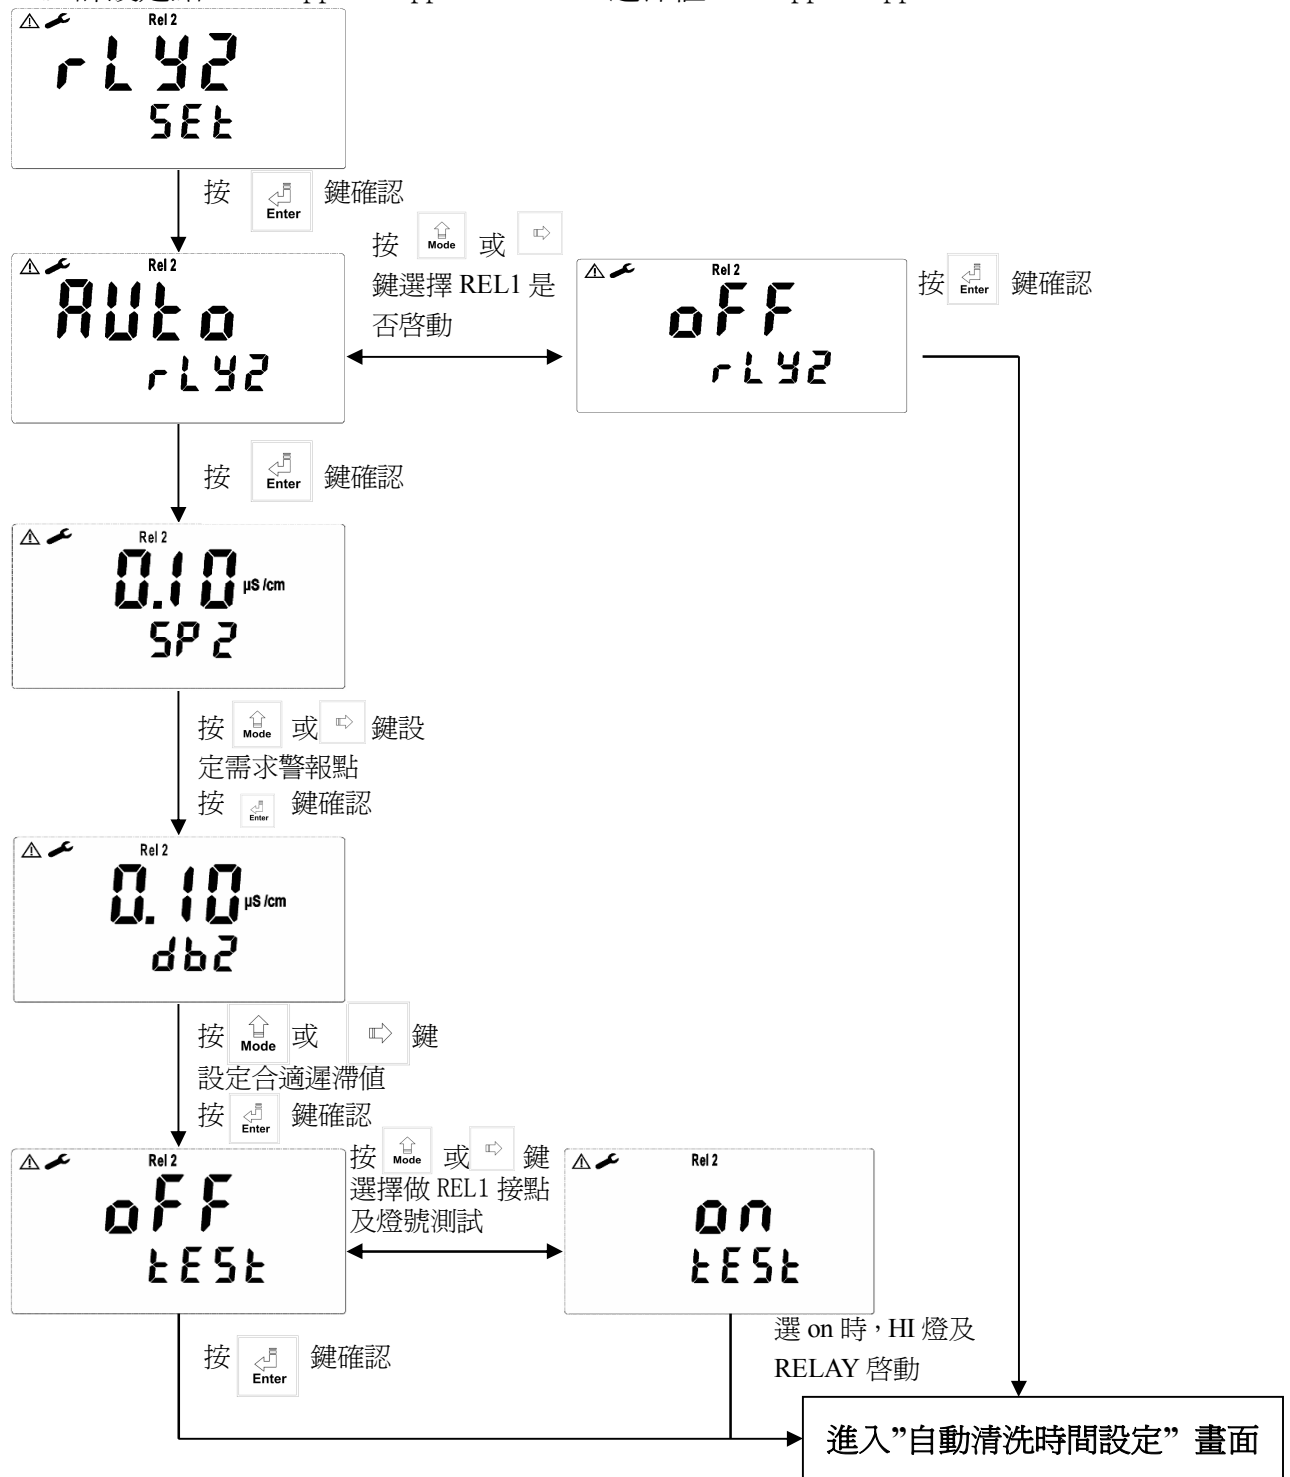 Rel 2
rLY2
SEt
按 Enter 鍵確認
按 Mode 或
鍵選擇 REL1 是
否啓動
Rel 2
AUto
rLY2
Rel 2
oFF
rLY2
按 Enter 鍵確認
按 Enter 鍵確認
Rel 2
0.10 µS /cm
SP2
按 Mode 或 鍵設
定需求警報點
按 Enter 鍵確認
Rel 2
0.10 µS /cm
db2
按 Mode 或 鍵
設定合適遲滯值
按 Enter 鍵確認
按 Mode 或 鍵
選擇做 REL1 接點
及燈號測試
Rel 2
oFF
tESt
Rel 2
on
tESt
按 Enter 鍵確認
選 on 時，HI 燈及
RELAY 啓動
進入”自動清洗時間設定” 畫面